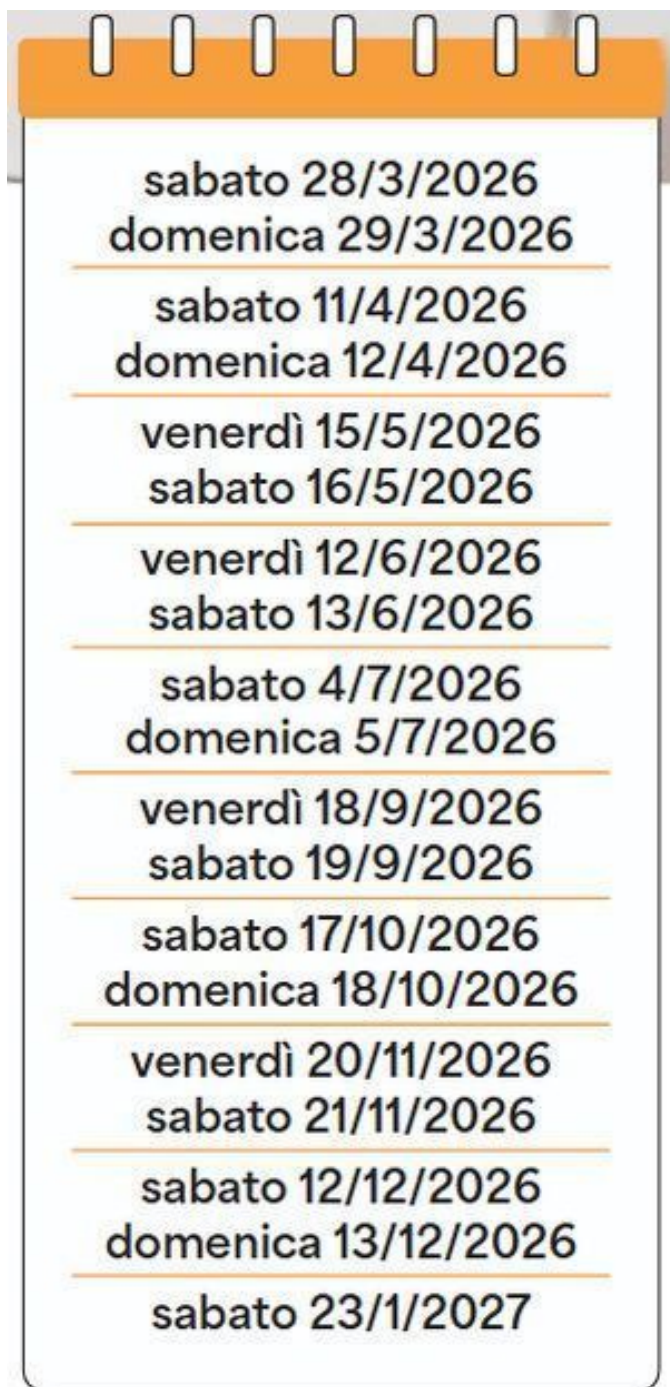 sabato 28/3/2026
domenica 29/3/2026
sabato 11/4/2026
domenica 12/4/2026
venerdì 15/5/2026
sabato 16/5/2026
venerdì 12/6/2026
sabato 13/6/2026
sabato 4/7/2026
domenica 5/7/2026
venerdì 18/9/2026
sabato 19/9/2026
sabato 17/10/2026
domenica 18/10/2026
venerdì 20/11/2026
sabato 21/11/2026
sabato 12/12/2026
domenica 13/12/2026
sabato 23/1/2027